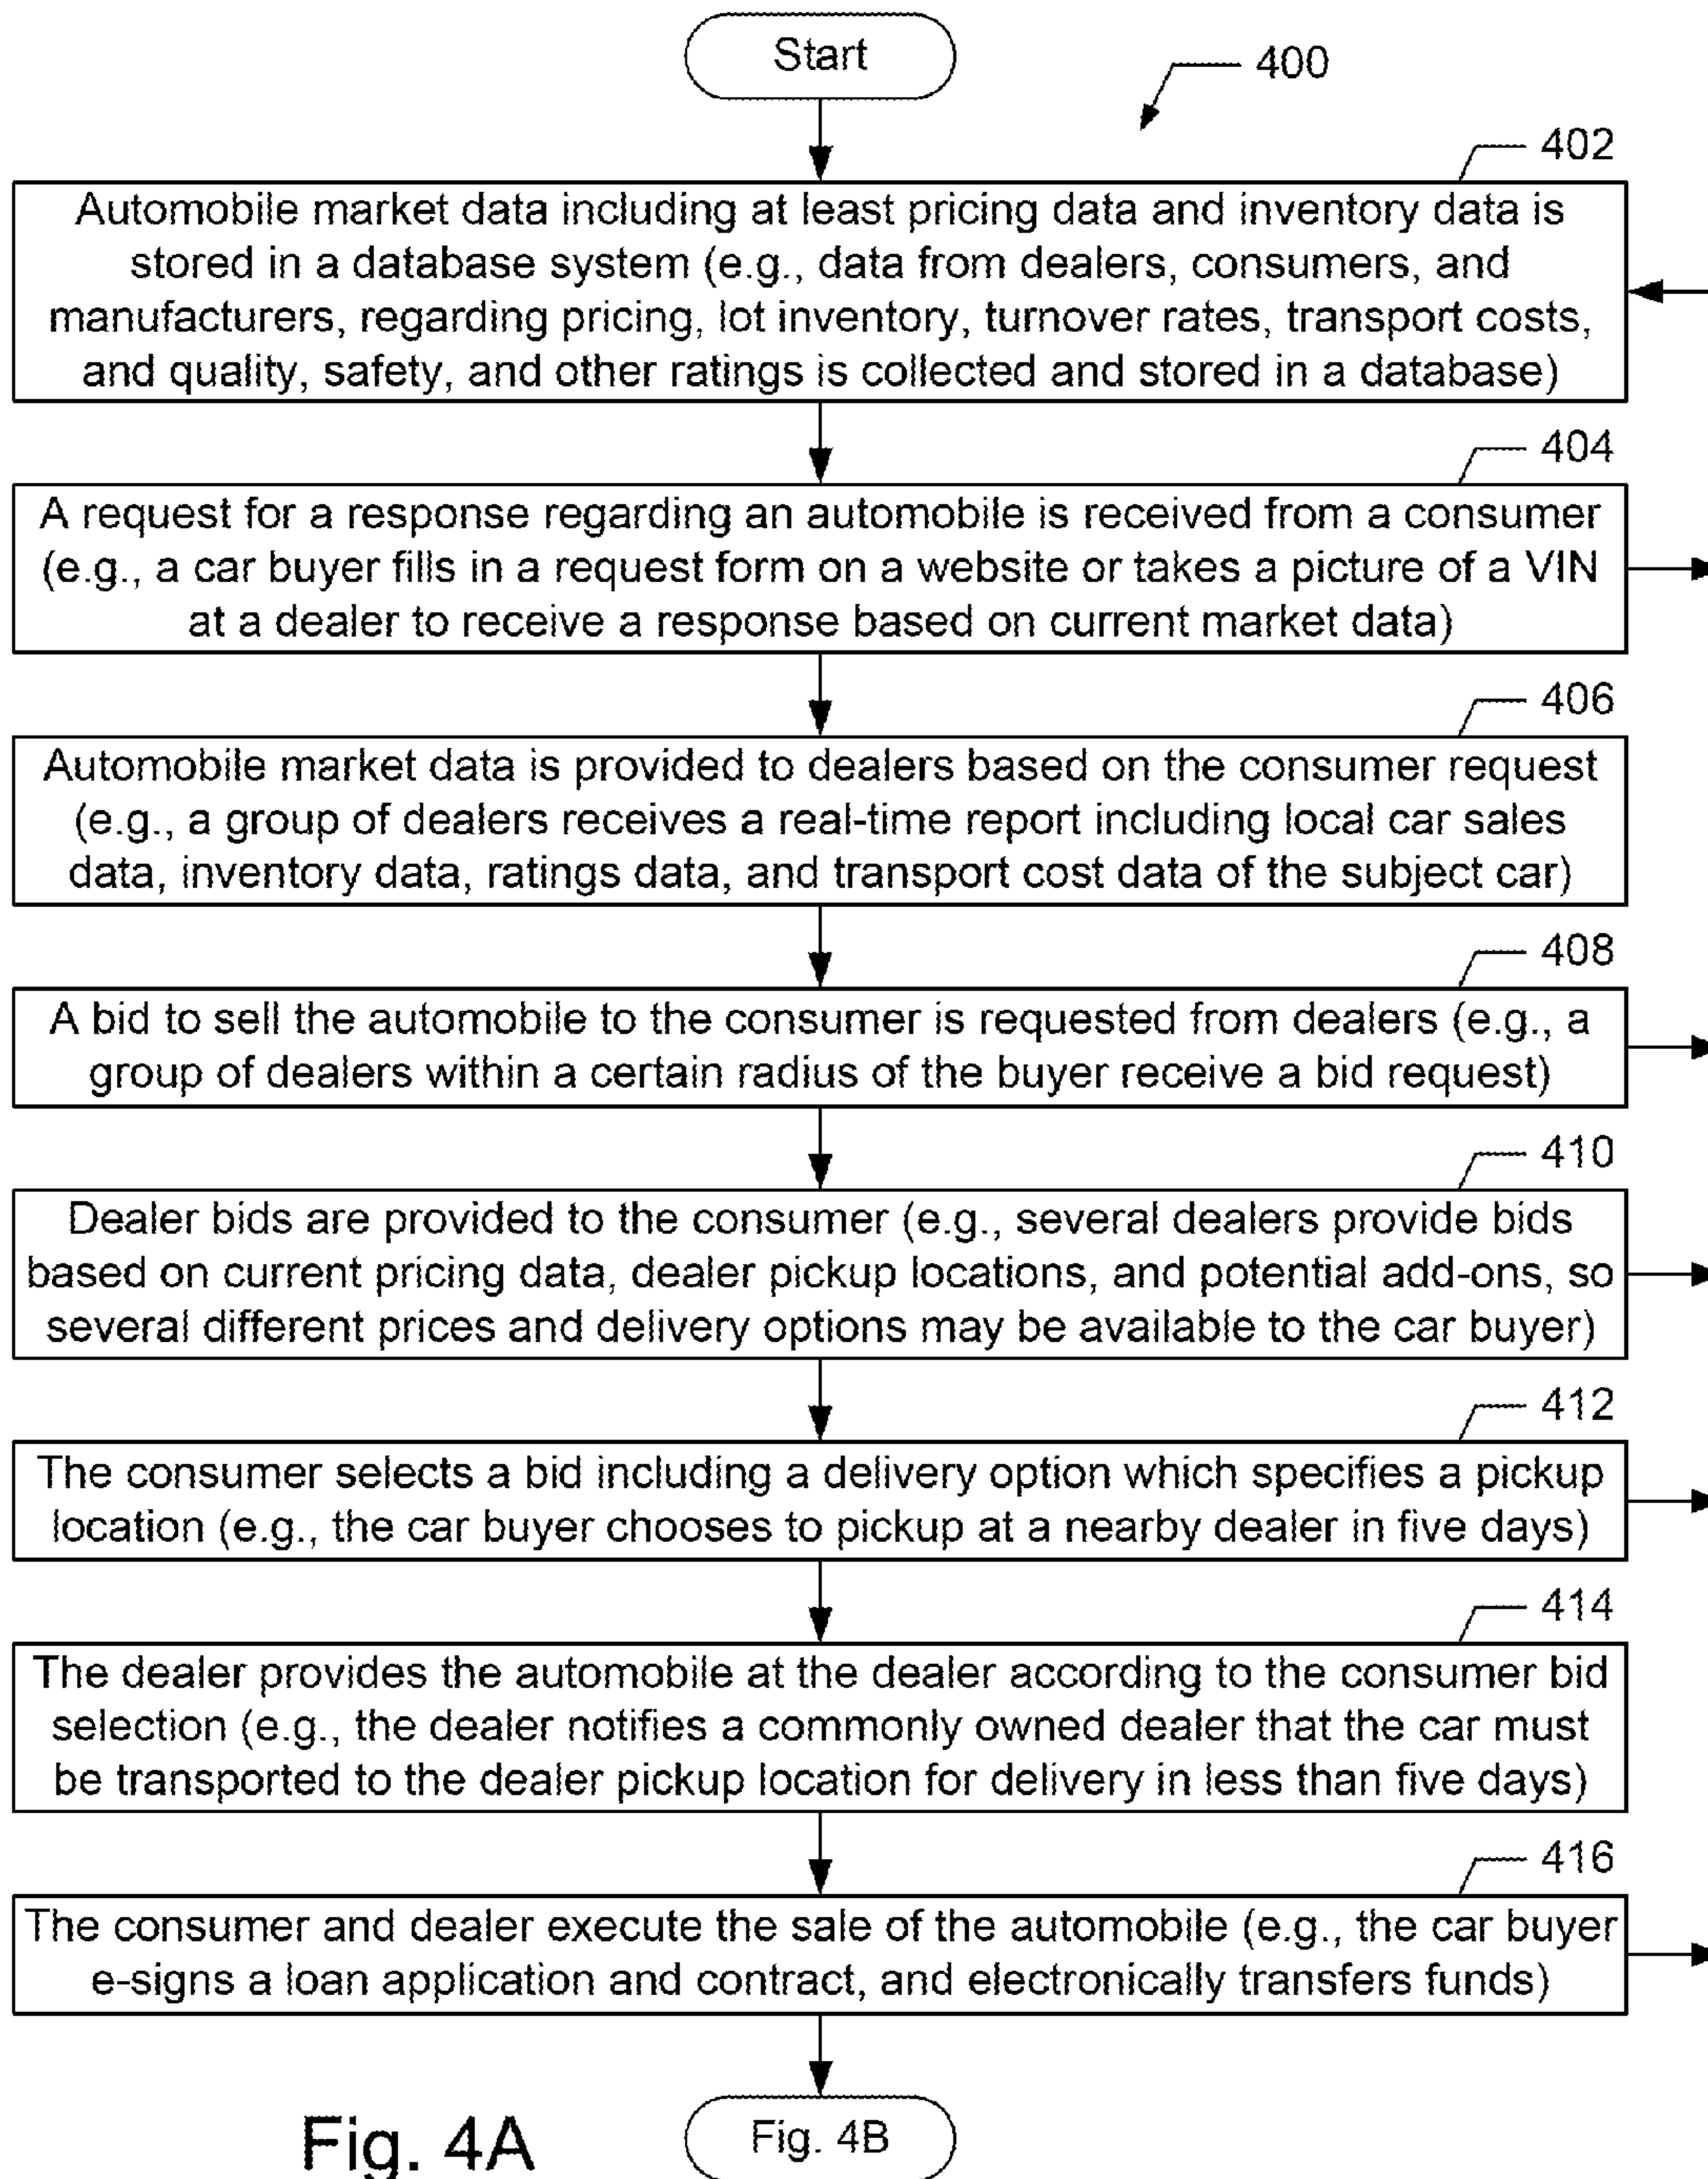 Start
400
402
Automobile market data including at least pricing data and inventory data is
stored in a database system (e.g., data from dealers, consumers, and
manufacturers, regarding pricing, lot inventory, turnover rates, transport costs,
and quality, safety, and other ratings is collected and stored in a database)
404
A request for a response regarding an automobile is received from a consumer
(e.g., a car buyer fills in a request form on a website or takes a picture of a VIN
at a dealer to receive a response based on current market data)
406
Automobile market data is provided to dealers based on the consumer request
(e.g., a group of dealers receives a real-time report including local car sales
data, inventory data, ratings data, and transport cost data of the subject car)
408
A bid to sell the automobile to the consumer is requested from dealers (e.g., a
group of dealers within a certain radius of the buyer receive a bid request)
410
Dealer bids are provided to the consumer (e.g., several dealers provide bids
based on current pricing data, dealer pickup locations, and potential add-ons, so
several different prices and delivery options may be available to the car buyer)
412
The consumer selects a bid including a delivery option which specifies a pickup
location (e.g., the car buyer chooses to pickup at a nearby dealer in five days)
414
The dealer provides the automobile at the dealer according to the consumer bid
selection (e.g., the dealer notifies a commonly owned dealer that the car must
be transported to the dealer pickup location for delivery in less than five days)
416
The consumer and dealer execute the sale of the automobile (e.g., the car buyer
e-signs a loan application and contract, and electronically transfers funds)
Fig. 4A
Fig. 4B